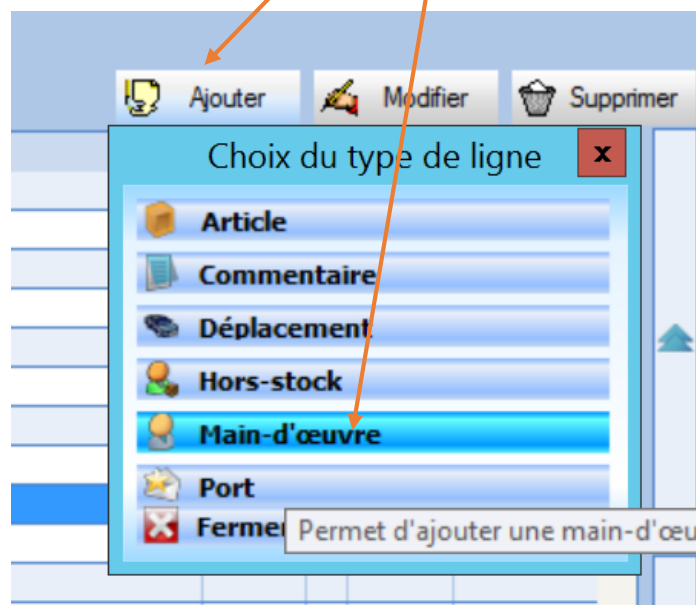 Ajouter Modifier Supprimer
Choix du type de ligne x
Article
Commentaire
Déplacement
Hors-stock
Main-d'œuvre
Port
Fermer
Permet d'ajouter une main-d'œu